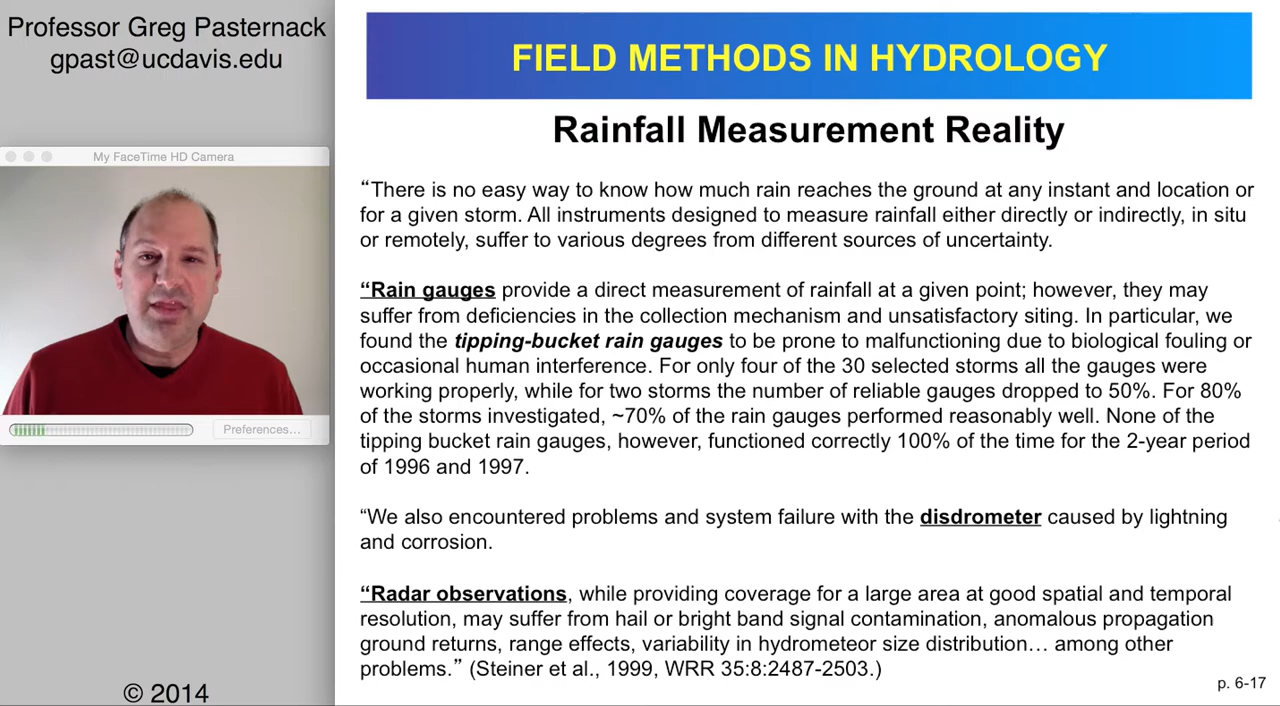 Professor Greg Pasternack
gpast@ucdavis.edu
My FaceTime HD Camera
Preferences...
© 2014
FIELD METHODS IN HYDROLOGY
Rainfall Measurement Reality
“There is no easy way to know how much rain reaches the ground at any instant and location or
for a given storm. All instruments designed to measure rainfall either directly or indirectly, in situ
or remotely, suffer to various degrees from different sources of uncertainty.
“Rain gauges provide a direct measurement of rainfall at a given point; however, they may
suffer from deficiencies in the collection mechanism and unsatisfactory siting. In particular, we
found the tipping-bucket rain gauges to be prone to malfunctioning due to biological fouling or
occasional human interference. For only four of the 30 selected storms all the gauges were
working properly, while for two storms the number of reliable gauges dropped to 50%. For 80%
of the storms investigated, ~70% of the rain gauges performed reasonably well. None of the
tipping bucket rain gauges, however, functioned correctly 100% of the time for the 2-year period
of 1996 and 1997.
“We also encountered problems and system failure with the disdrometer caused by lightning
and corrosion.
“Radar observations, while providing coverage for a large area at good spatial and temporal
resolution, may suffer from hail or bright band signal contamination, anomalous propagation
ground returns, range effects, variability in hydrometeor size distribution… among other
problems.” (Steiner et al., 1999, WRR 35:8:2487-2503.)
p. 6-17